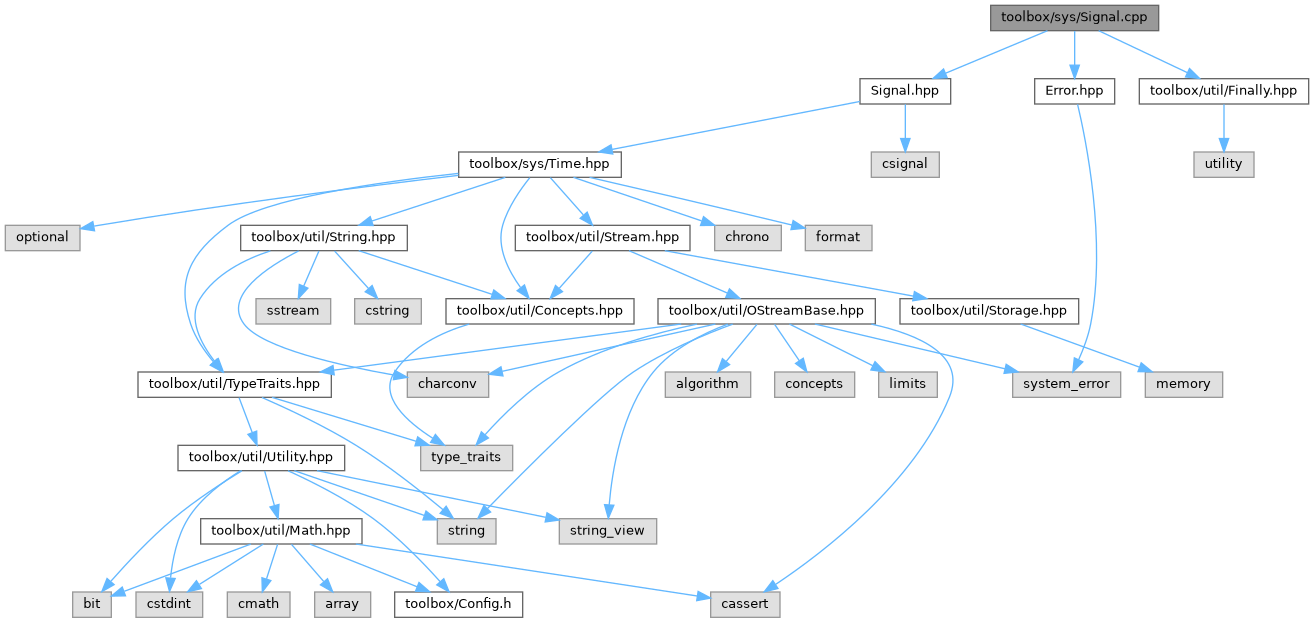 toolbox/sys/Signal.cpp
Signal.hpp
Error.hpp
toolbox/util/Finally.hpp
toolbox/sys/Time.hpp
csignal
utility
optional
toolbox/util/String.hpp
toolbox/util/Stream.hpp
chrono
format
sstream
cstring
toolbox/util/Concepts.hpp
toolbox/util/OStreamBase.hpp
toolbox/util/Storage.hpp
toolbox/util/TypeTraits.hpp
charconv
algorithm
concepts
limits
system_error
memory
toolbox/util/Utility.hpp
type_traits
toolbox/util/Math.hpp
string
string_view
bit
cstdint
cmath
array
toolbox/Config.h
cassert